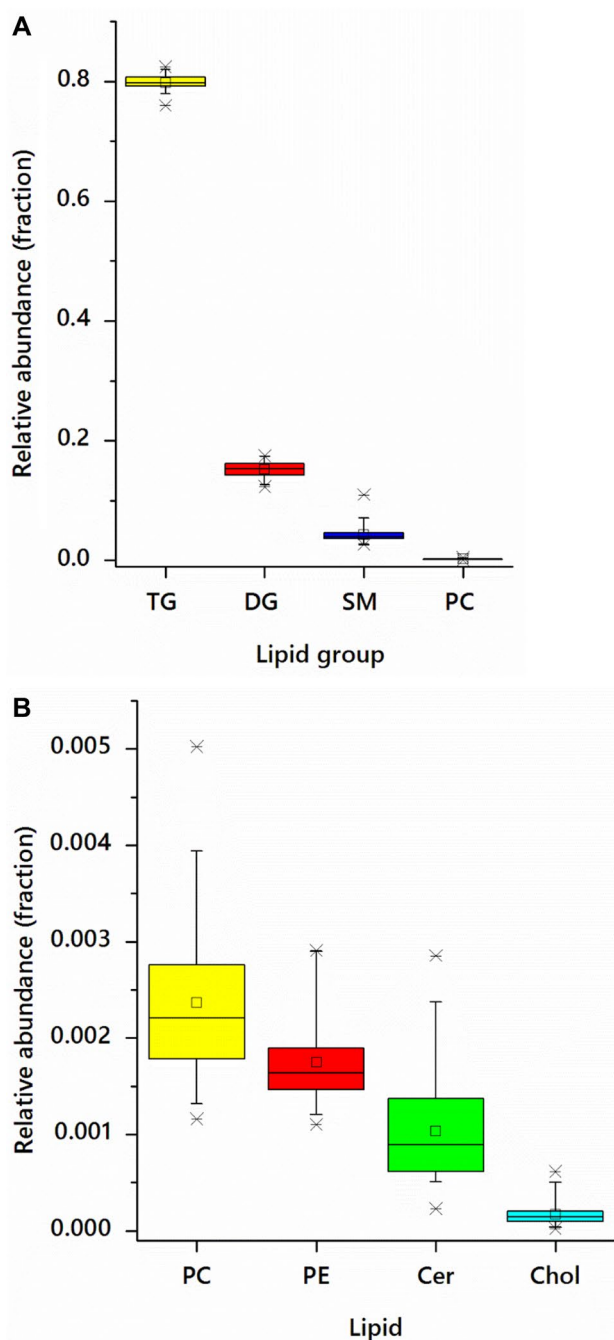 A
Relative abundance (fraction)
0.8
0.6
0.4
0.2
0.0
TG DG SM PC
Lipid group
B
Relative abundance (fraction)
0.005
0.004
0.003
0.002
0.001
0.000
PC PE Cer Chol
Lipid